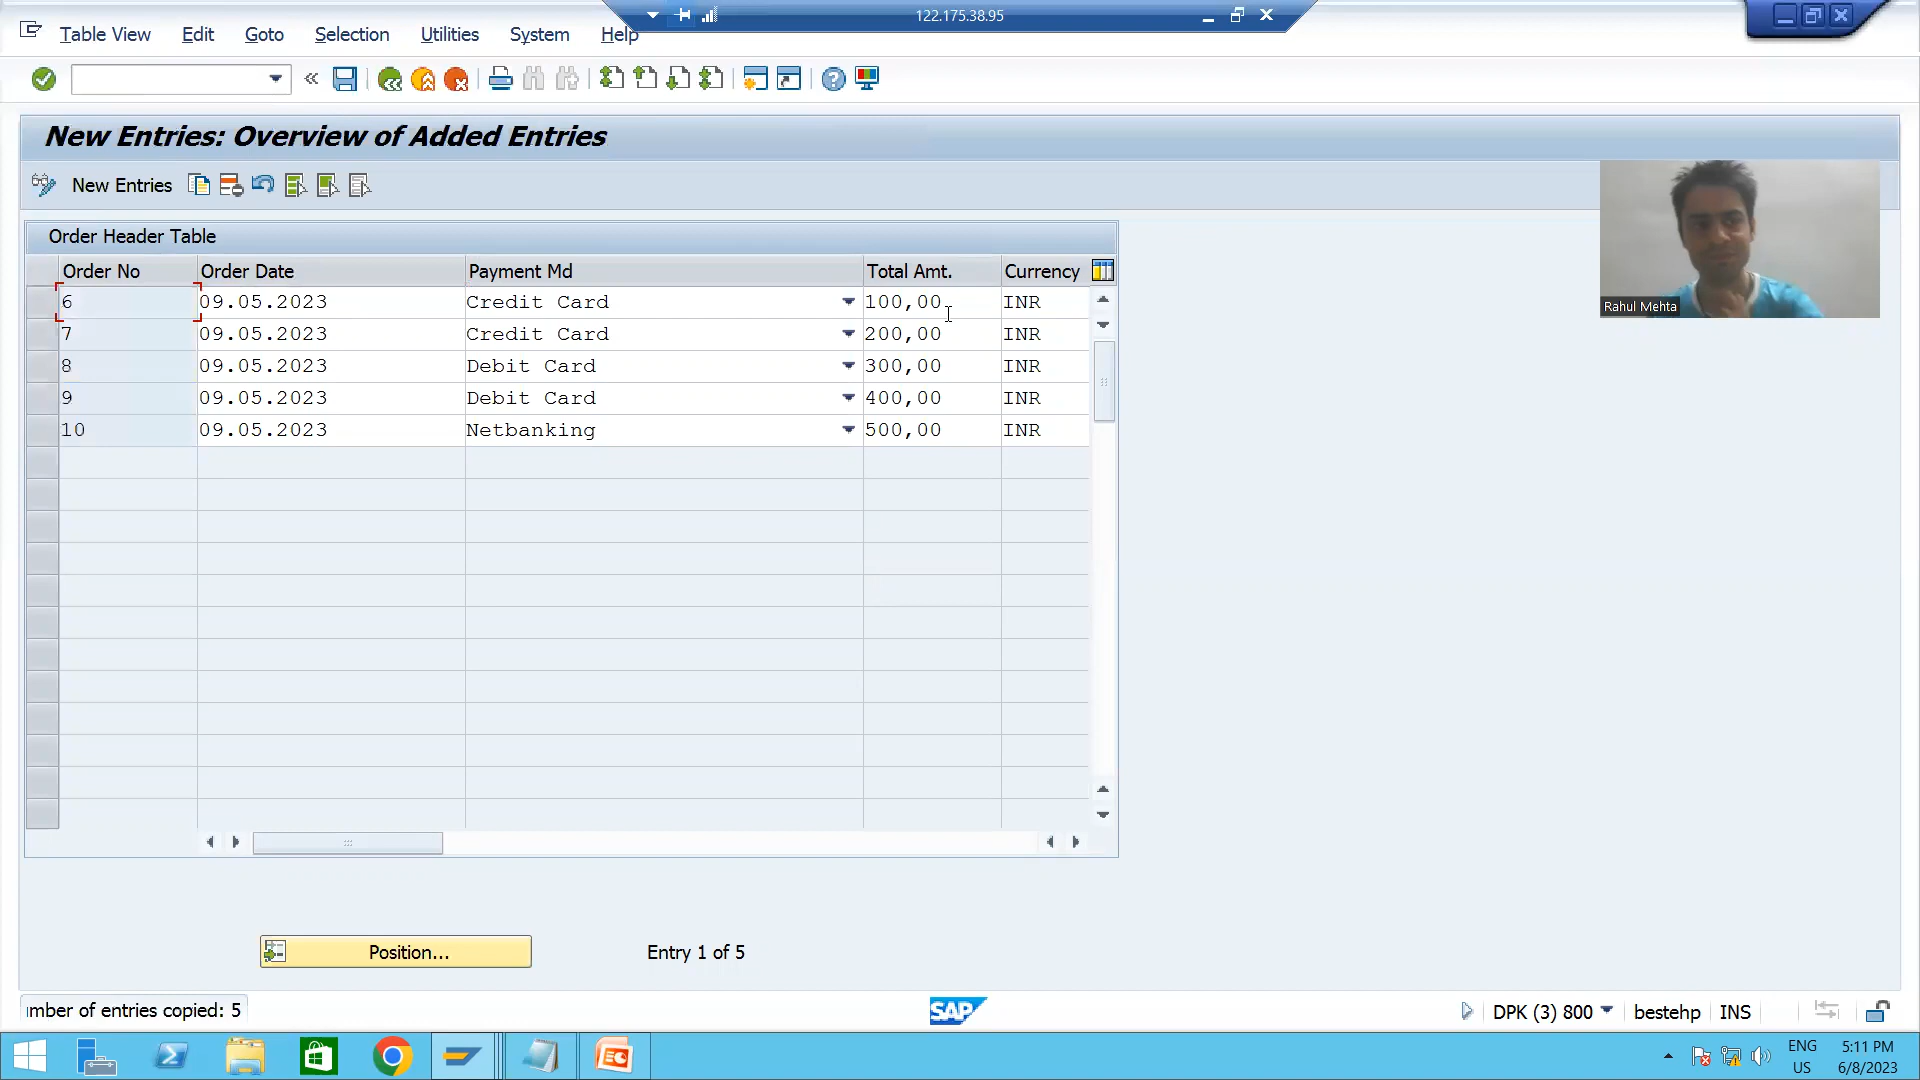 122.175.38.95
Table View Edit Goto Selection Utilities System Help
New Entries: Overview of Added Entries
New Entries
Rahul Mehta
Order Header Table
Order No Order Date Payment Md Total Amt. Currency
6 09.05.2023 Credit Card 100,00 INR
7 09.05.2023 Credit Card 200,00 INR
8 09.05.2023 Debit Card 300,00 INR
9 09.05.2023 Debit Card 400,00 INR
10 09.05.2023 Netbanking 500,00 INR
Position... Entry 1 of 5
mber of entries copied: 5 SAP DPK (3) 800 bestehp INS
ENG 5:11 PM
US 6/8/2023